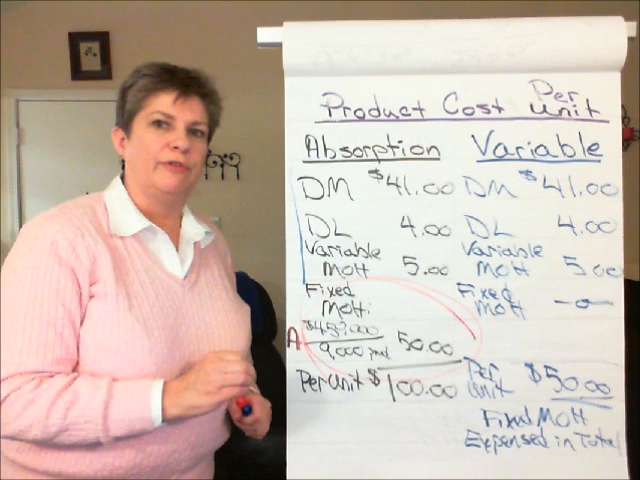 Product Cost Per Unit
Absorption
DM $41.00
DL 4.00
Variable MOH 5.00
Fixed MOH:
A
9,000 prod 50.00
Per Unit $100.00
Variable
DM $41.00
DL 4.00
Variable MOH 5.00
Fixed MOH -0-
Per Unit $50.00
Fixed MOH
Expensed in Total